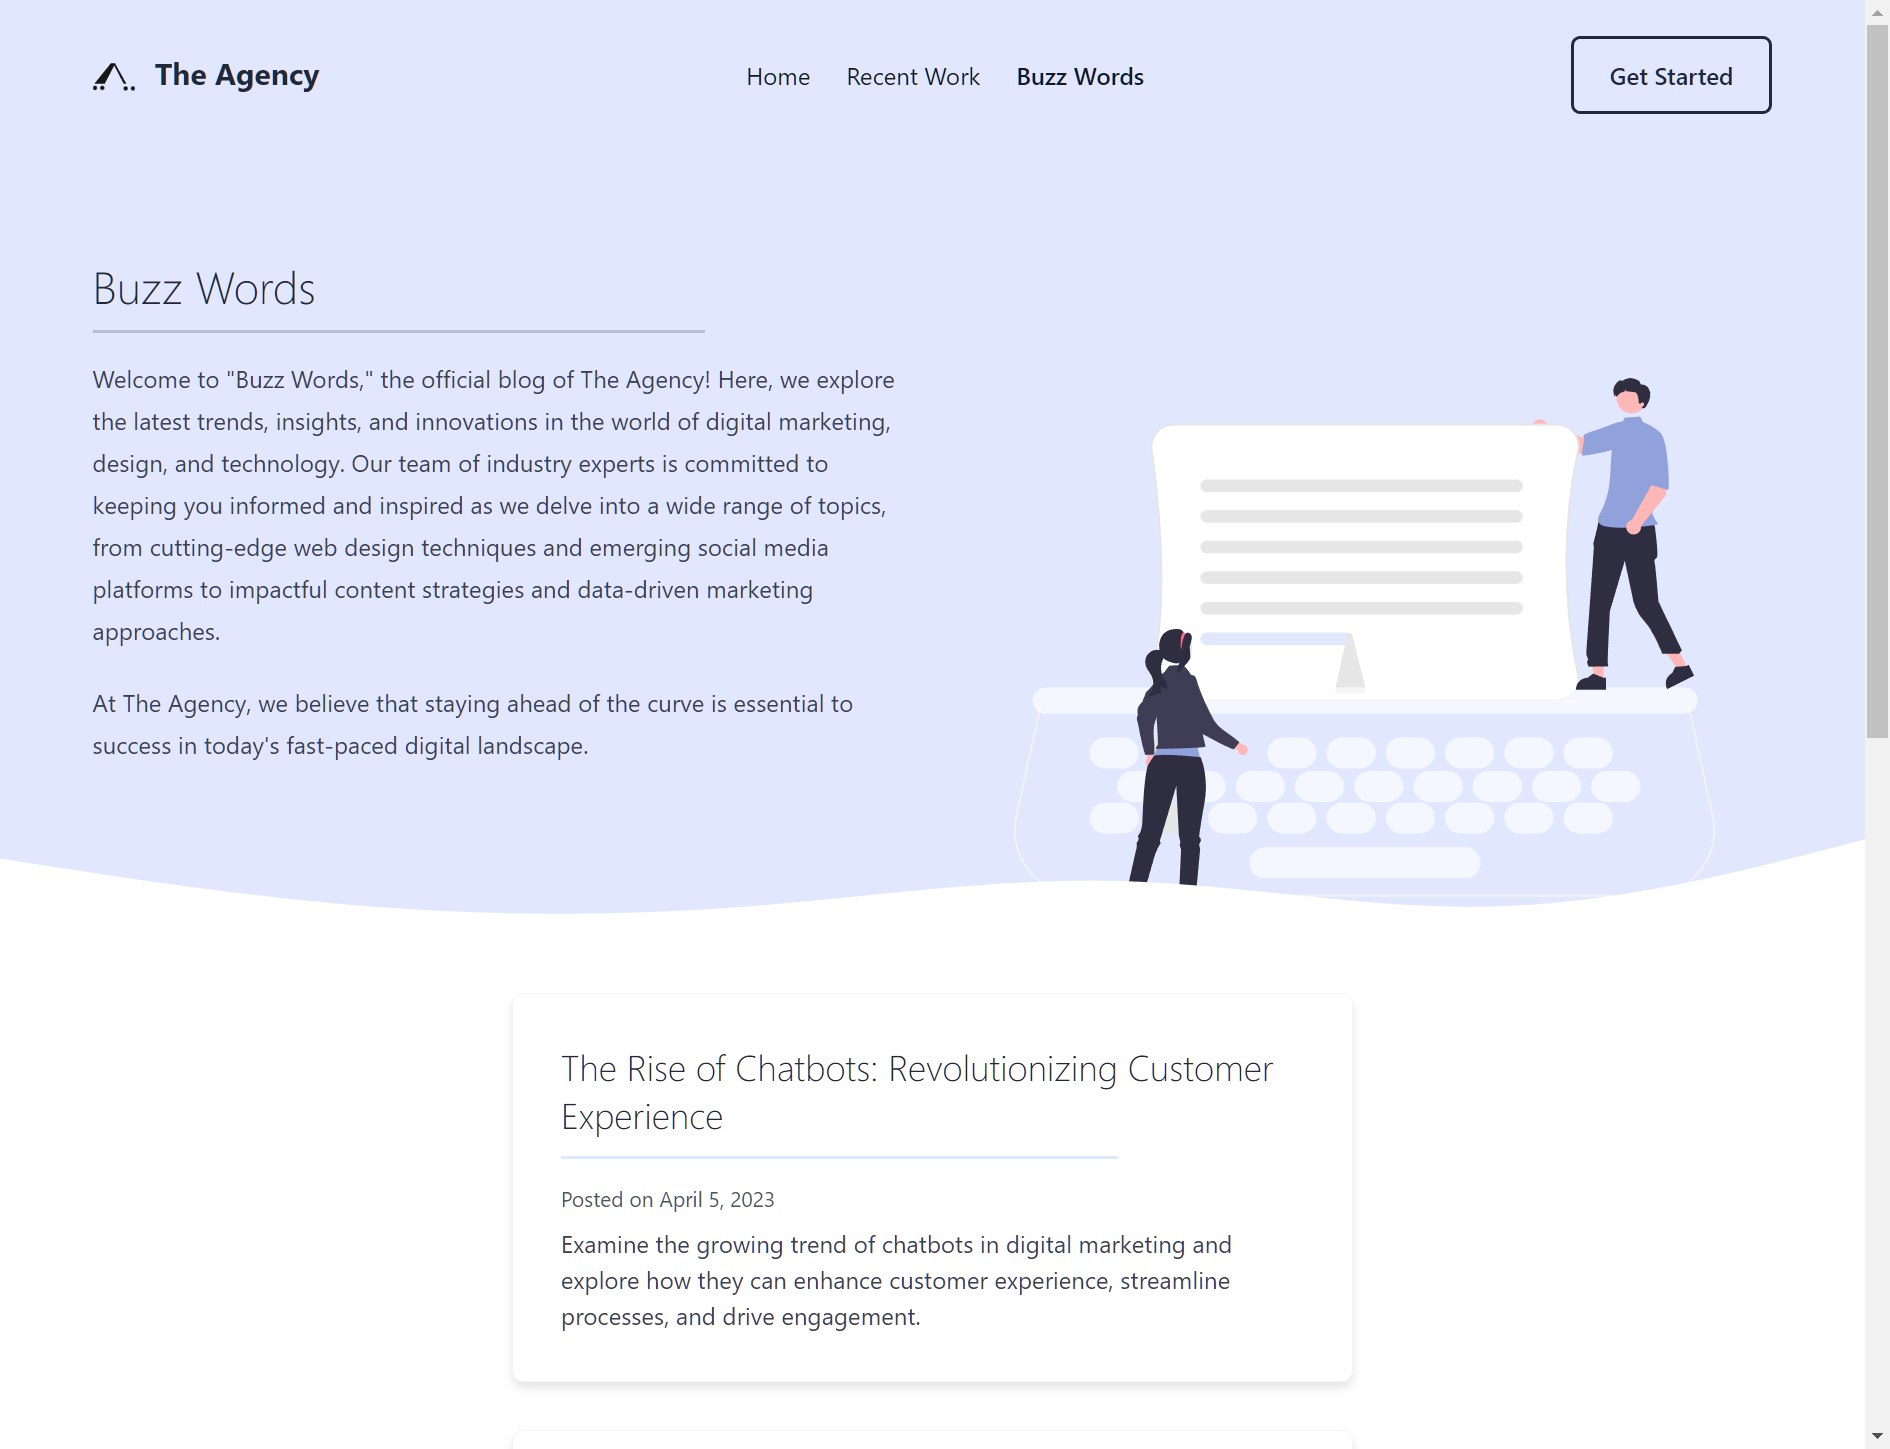 The Agency
Home
Recent Work
Buzz Words
Get Started
Buzz Words
Welcome to "Buzz Words," the official blog of The Agency! Here, we explore
the latest trends, insights, and innovations in the world of digital marketing,
design, and technology. Our team of industry experts is committed to
keeping you informed and inspired as we delve into a wide range of topics,
from cutting-edge web design techniques and emerging social media
platforms to impactful content strategies and data-driven marketing
approaches.
At The Agency, we believe that staying ahead of the curve is essential to
success in today's fast-paced digital landscape.
The Rise of Chatbots: Revolutionizing Customer
Experience
Posted on April 5, 2023
Examine the growing trend of chatbots in digital marketing and
explore how they can enhance customer experience, streamline
processes, and drive engagement.